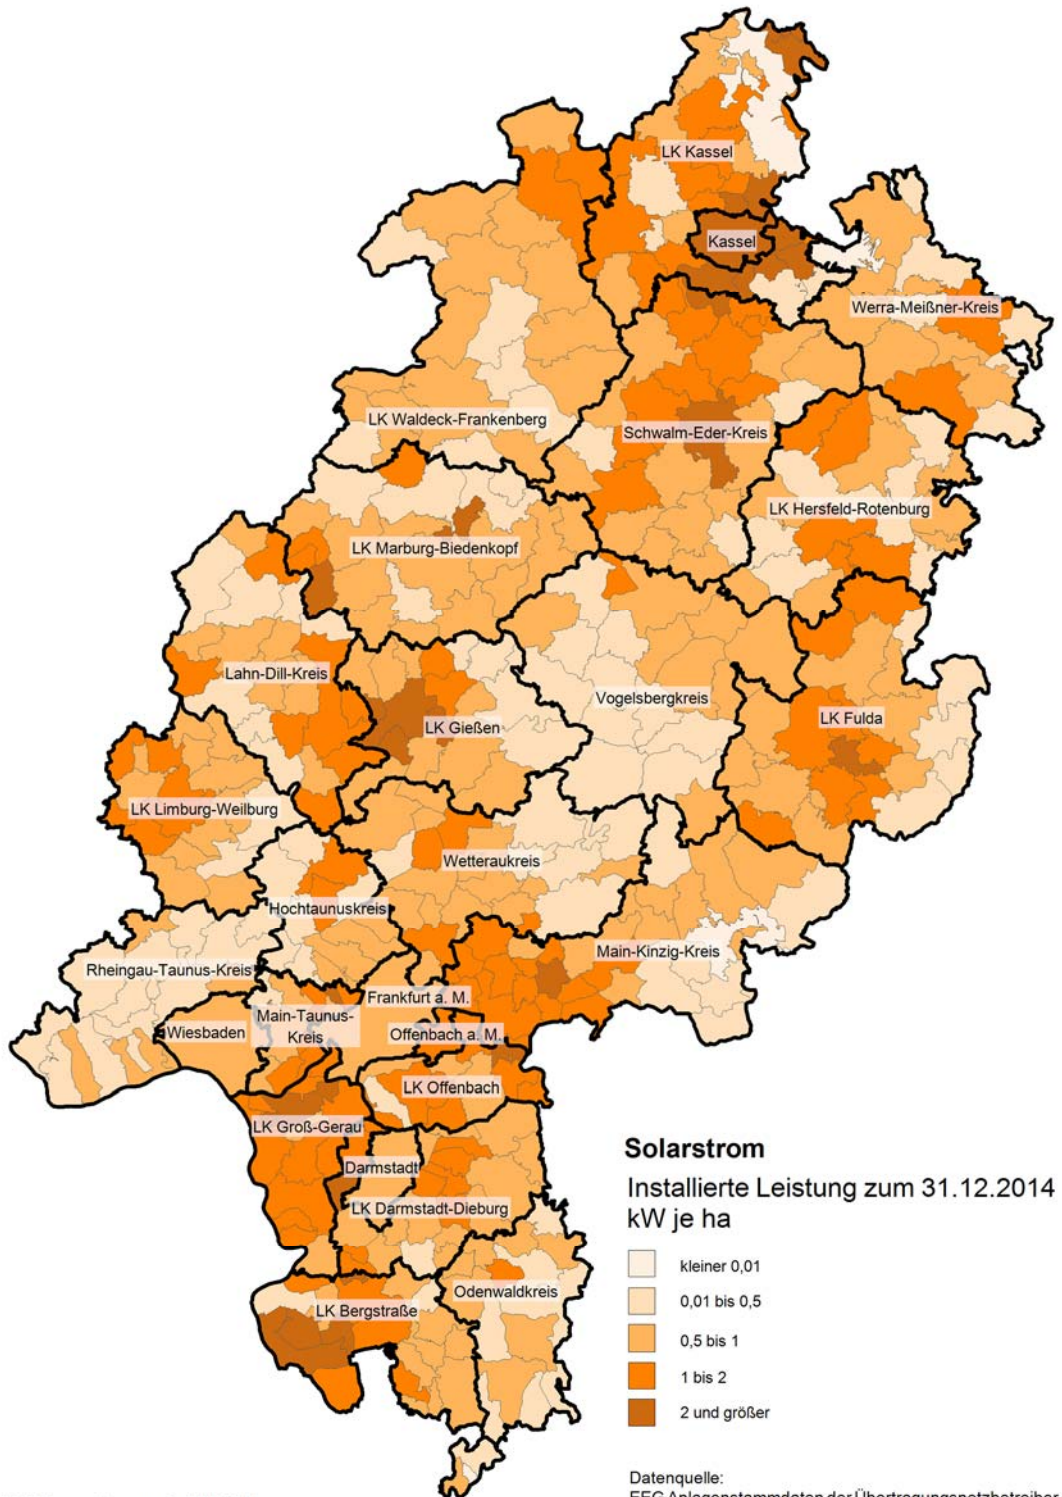 LK Kassel
Kassel
Werra-Meißner-Kreis
LK Waldeck-Frankenberg
Schwalm-Eder-Kreis
LK Hersfeld-Rotenburg
LK Marburg-Biedenkopf
Lahn-Dill-Kreis
Vogelsbergkreis
LK Gießen
LK Fulda
LK Limburg-Weilburg
Wetteraukreis
Hochtaunuskreis
Main-Kinzig-Kreis
Rheingau-Taunus-Kreis
Frankfurt a. M.
Wiesbaden
Main-Taunus-
Kreis
Offenbach a. M.
LK Offenbach
LK Groß-Gerau
Darmstadt
LK Darmstadt-Dieburg
Odenwaldkreis
LK Bergstraße
Solarstrom
Installierte Leistung zum 31.12.2014
kW je ha
kleiner 0,01
0,01 bis 0,5
0,5 bis 1
1 bis 2
2 und größer
Datenquelle:
EEG Anlagenstammdaten der Übertragungsnetzbetreiber